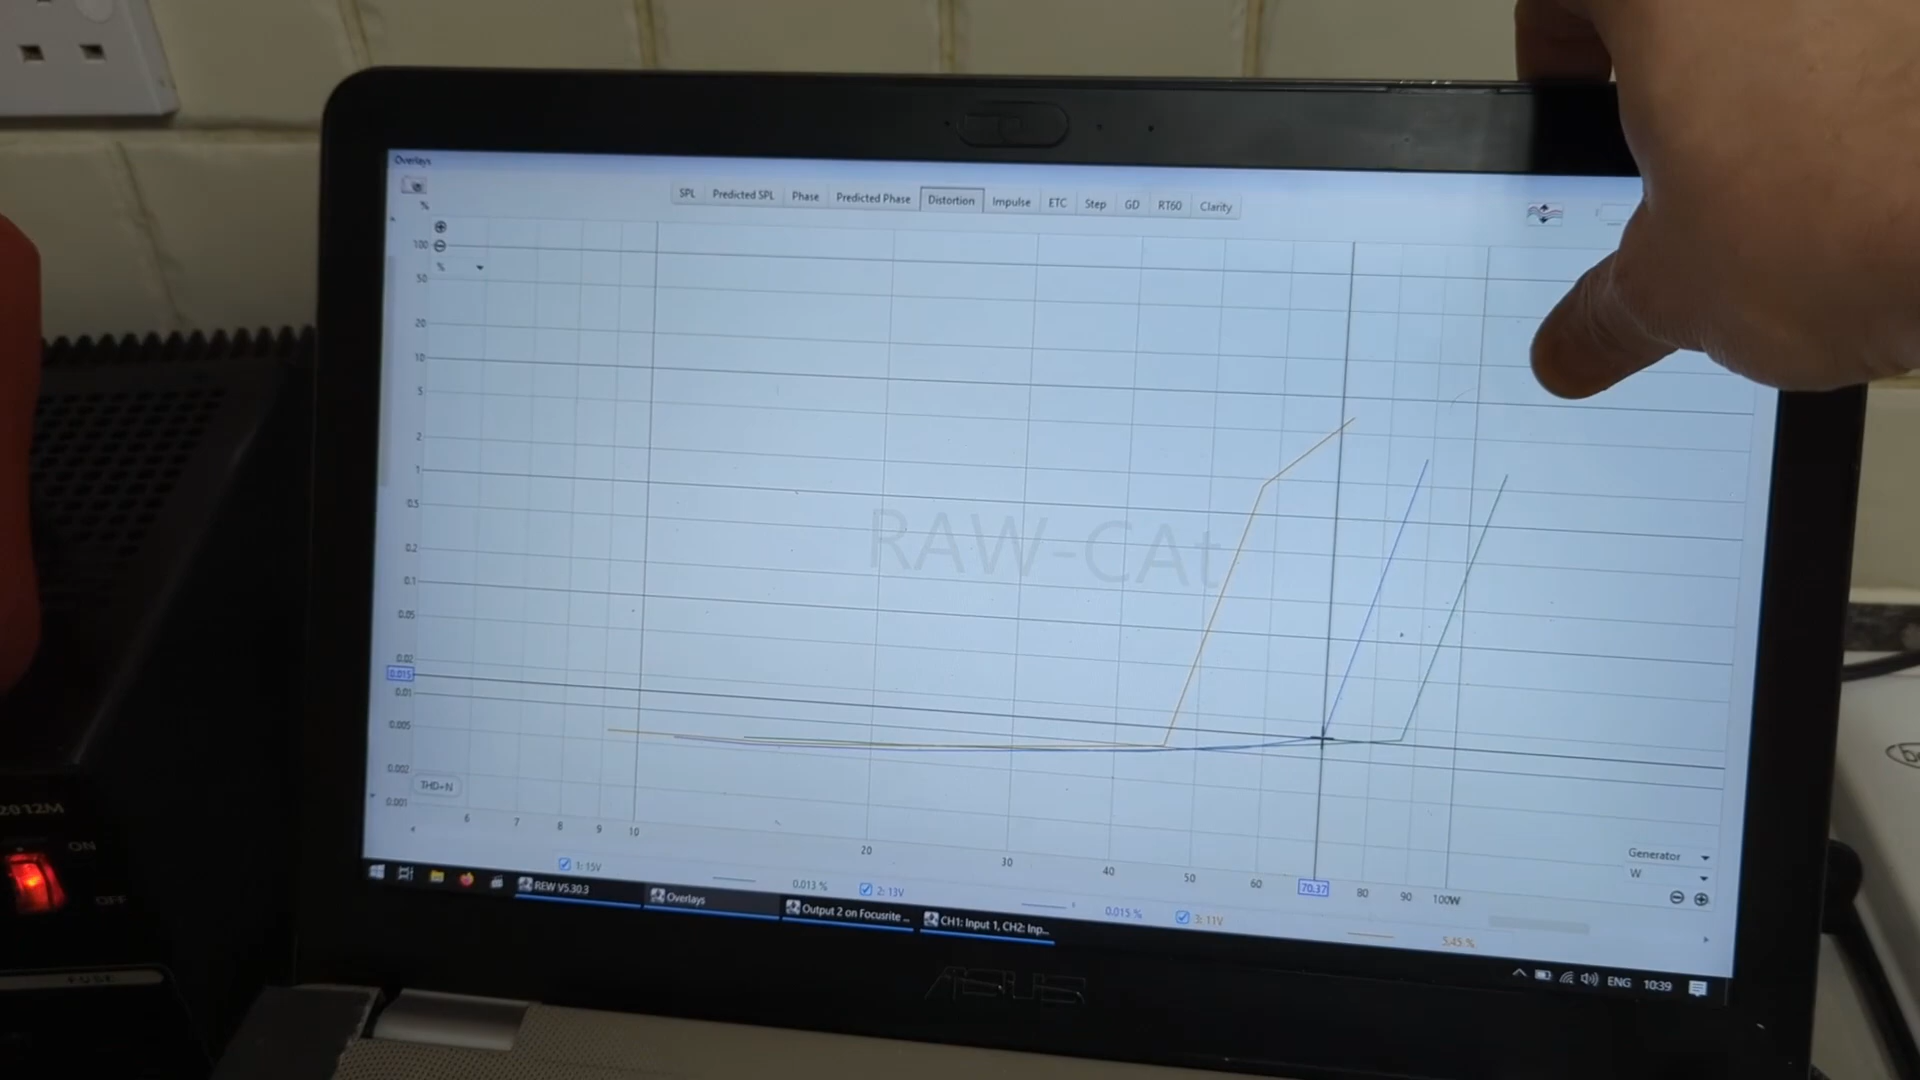 Overlays
SPL Predicted SPL Phase Predicted Phase Distortion Impulse ETC Step GD RT60 Clarity
%
100
%
50
20
10
5
2
1
0.5
0.2
0.1
0.05
0.02
0.015
0.01
0.005
0.002
0.001
RAW-CAt
THD+N
6 7 8 9 10 20 30 40 50 60 70.37 80 90 100W
Generator
W
1: 15V 0.013 % 2: 13V 0.015 % 3: 11V 5.45 %
REW V5.30.3 Overlays Output 2 on Focusrite ... CH1: Input 1, CH2: Inp...
ENG 10:39
ASUS
2012M
ON
OFF
FUSE